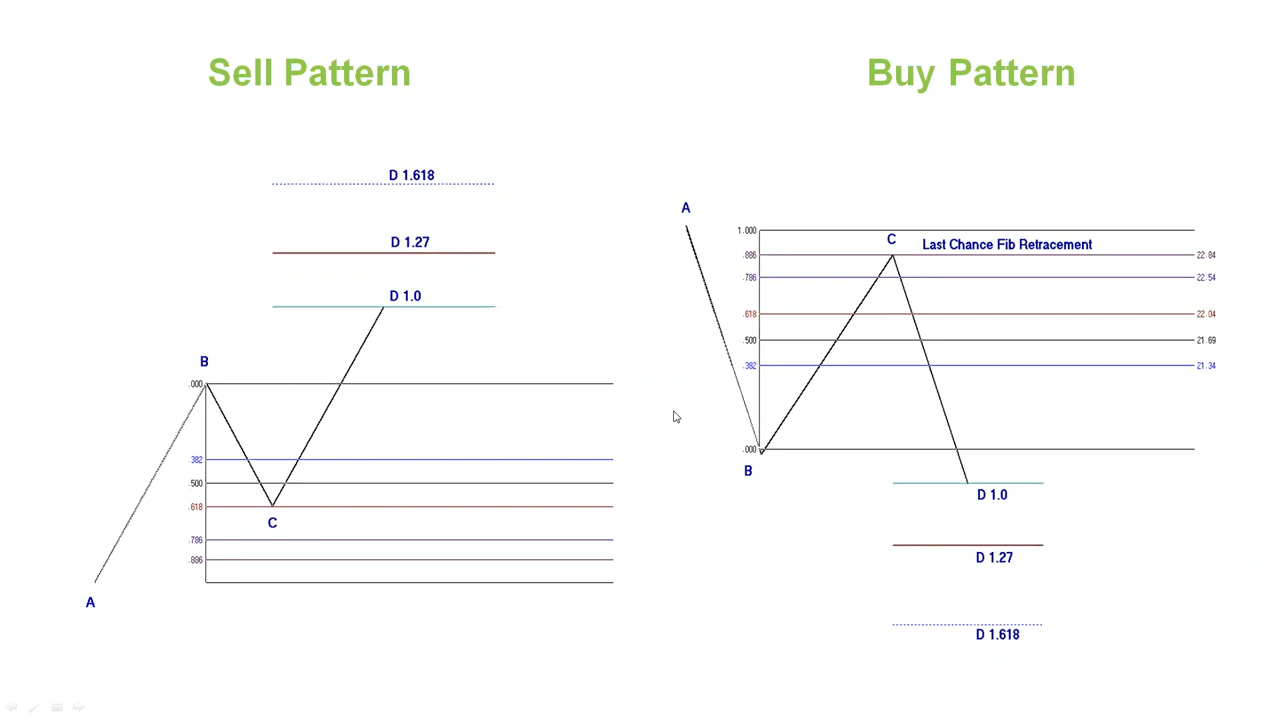 Sell Pattern
D 1.618
D 1.27
D 1.0
B
.000
.382
.500
.618
C
.786
.886
A
Buy Pattern
A
1.000
C
Last Chance Fib Retracement
.886 22.84
.786 22.54
.618 22.04
.500 21.69
.382 21.34
.000
B
D 1.0
D 1.27
D 1.618